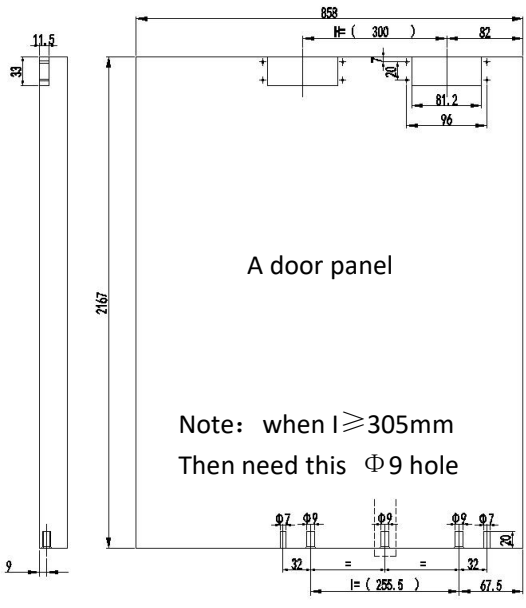 858
H=( 300 ) 82
11.5
33
7
20
81.2
96
A door panel
2167
Note: when I≥305mm
Then need this Φ9 hole
Φ7 Φ9 Φ9 Φ9 Φ7
20
9
32 = = 32
I=( 255.5 ) 67.5